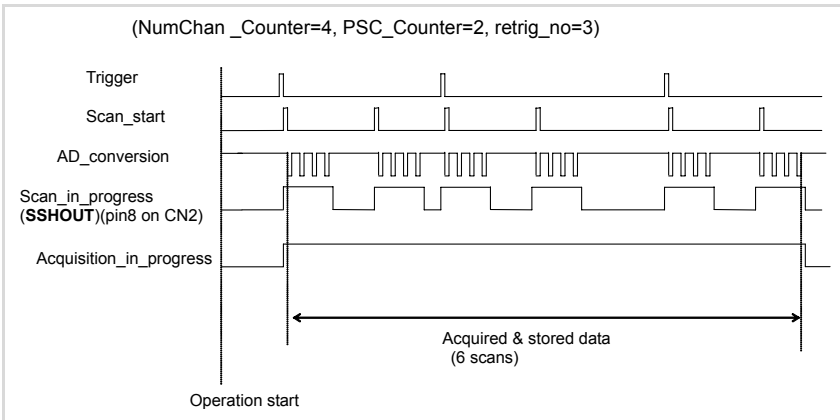 (NumChan _Counter=4, PSC_Counter=2, retrig_no=3)
Trigger
Scan_start
AD_conversion
Scan_in_progress
(SSHOUT)(pin8 on CN2)
Acquisition_in_progress
Acquired & stored data
(6 scans)
Operation start